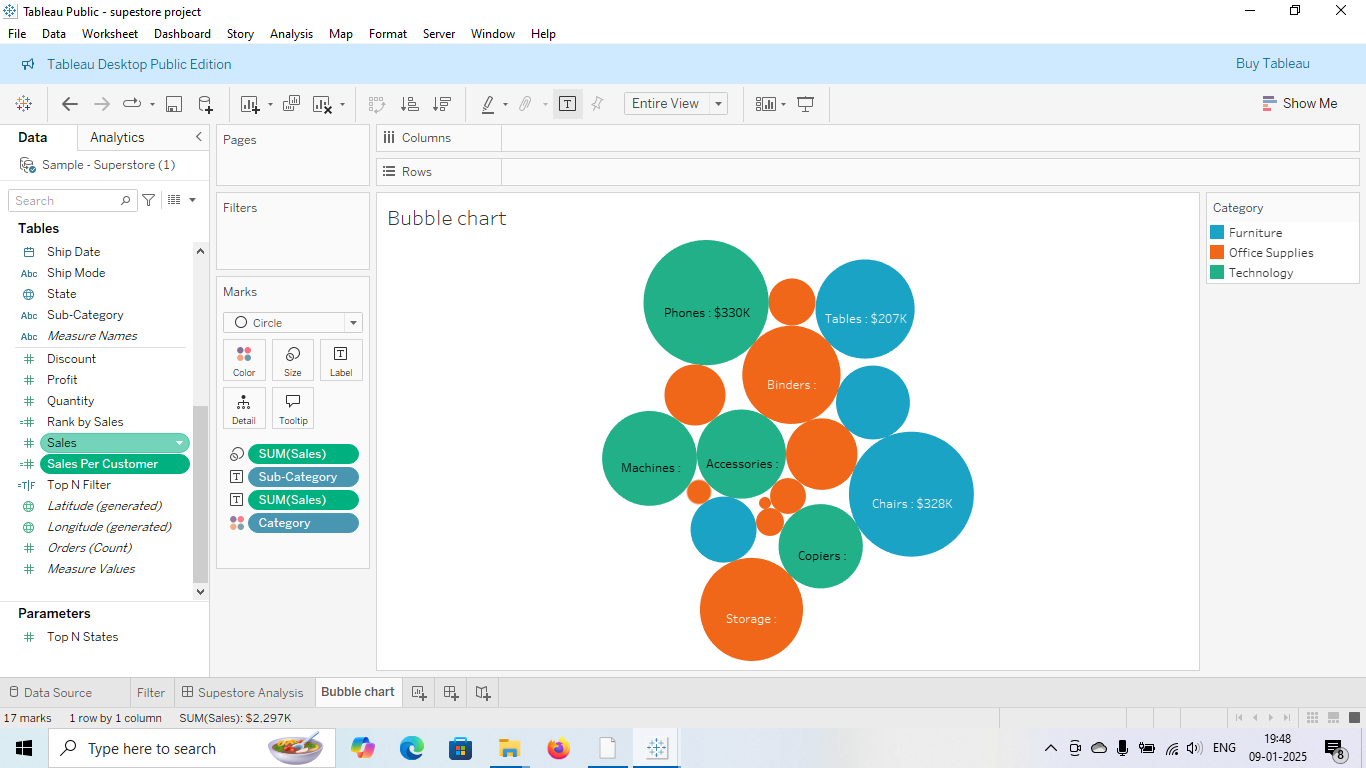 Tableau Public - supestore project
File Data Worksheet Dashboard Story Analysis Map Format Server Window Help
Tableau Desktop Public Edition
Buy Tableau
Entire View
Show Me
Data
Analytics
Sample - Superstore (1)
Search
Tables
Ship Date
Abc Ship Mode
State
Abc Sub-Category
Abc Measure Names
Discount
Profit
Quantity
Rank by Sales
Sales
Sales Per Customer
Top N Filter
Latitude (generated)
Longitude (generated)
Orders (Count)
Measure Values
Parameters
Top N States
Pages
Filters
Marks
Circle
Color Size Label
Detail Tooltip
SUM(Sales)
Sub-Category
SUM(Sales)
Category
Columns
Rows
Bubble chart
Phones : $330K
Tables : $207K
Binders :
Machines :
Accessories :
Chairs : $328K
Copiers :
Storage :
Category
Furniture
Office Supplies
Technology
Data Source Filter Supestore Analysis Bubble chart
17 marks 1 row by 1 column SUM(Sales): $2,297K
Type here to search
ENG
19:48
09-01-2025
8